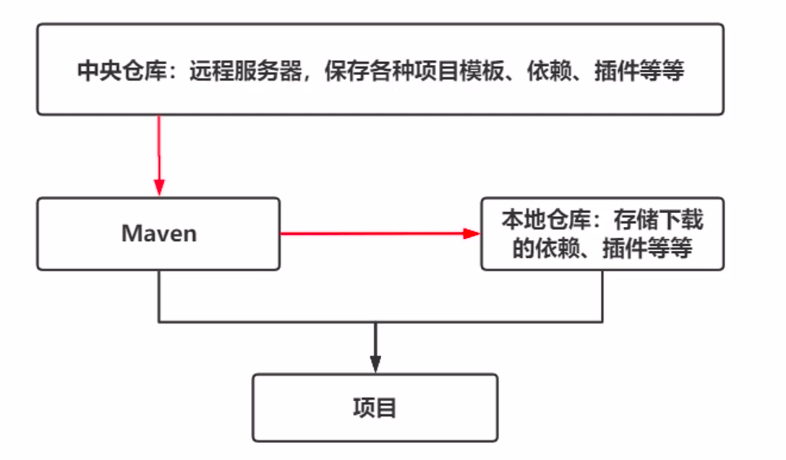 中央仓库：远程服务器，保存各种项目模板、依赖、插件等等
Maven
本地仓库：存储下载
的依赖、插件等等
项目